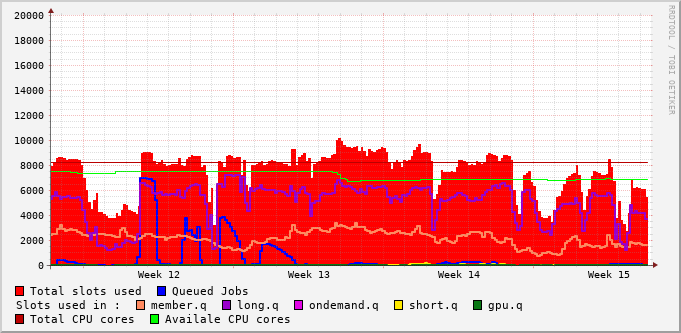 20000
18000
16000
14000
12000
10000
8000
6000
4000
2000
0
Week 12 Week 13 Week 14 Week 15
Total slots used Queued Jobs
Slots used in : member.q long.q ondemand.q short.q gpu.q
Total CPU cores Availale CPU cores
RRDTOOL / TOBI OETIKER